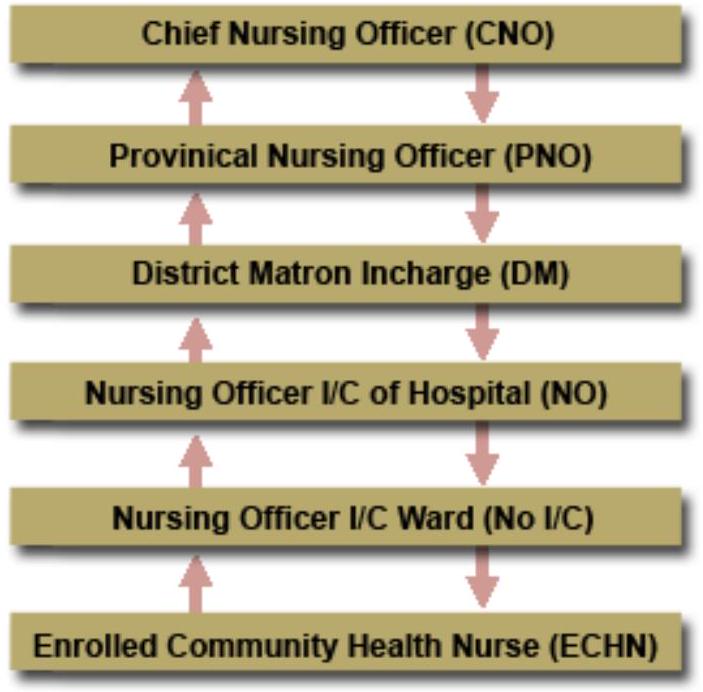 Chief Nursing Officer (CNO)
Provinical Nursing Officer (PNO)
District Matron Incharge (DM)
Nursing Officer I/C of Hospital (NO)
Nursing Officer I/C Ward (No I/C)
Enrolled Community Health Nurse (ECHN)